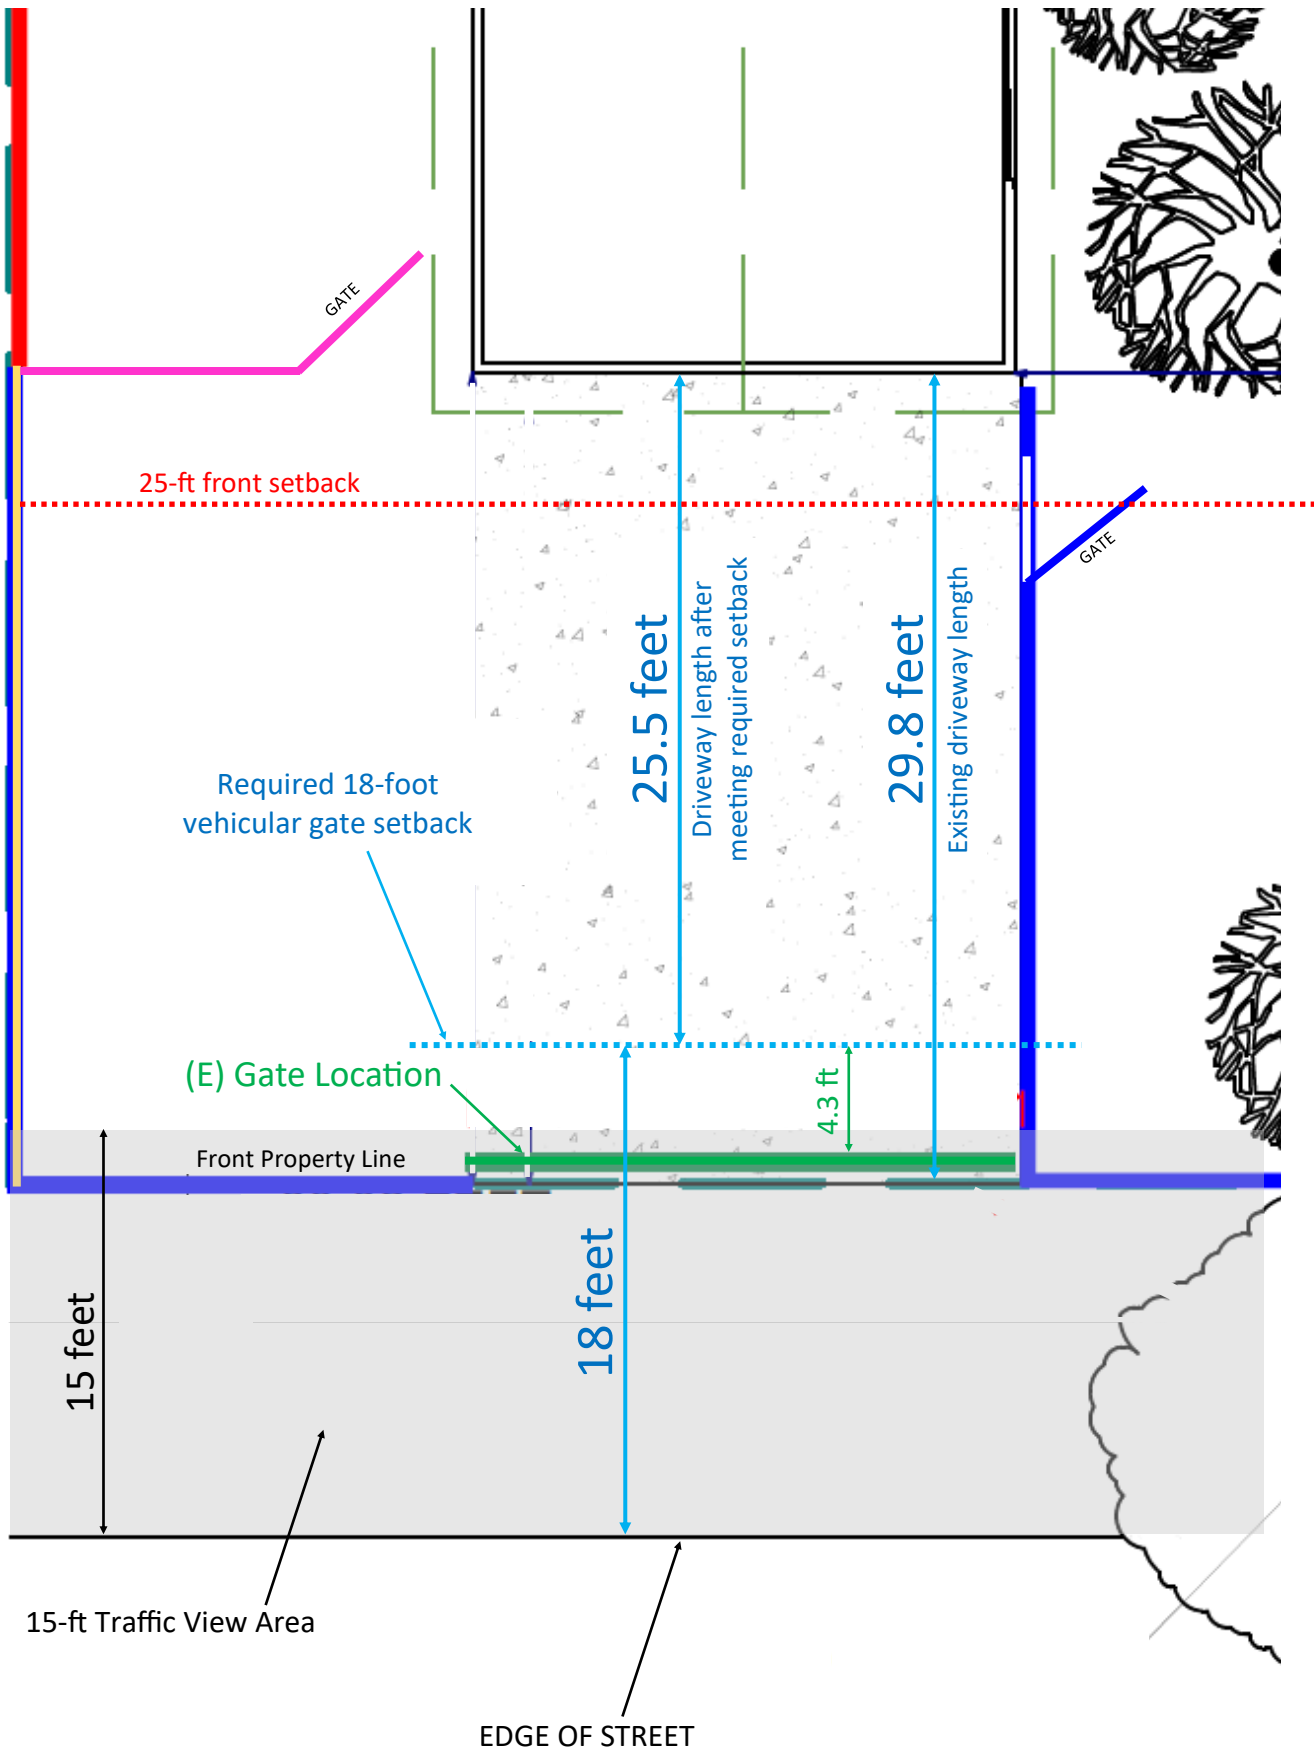 GATE
25-ft front setback
GATE
25.5 feet
Driveway length after
meeting required setback
29.8 feet
Existing driveway length
Required 18-foot
vehicular gate setback
(E) Gate Location
4.3 ft
Front Property Line
18 feet
15 feet
15-ft Traffic View Area
EDGE OF STREET